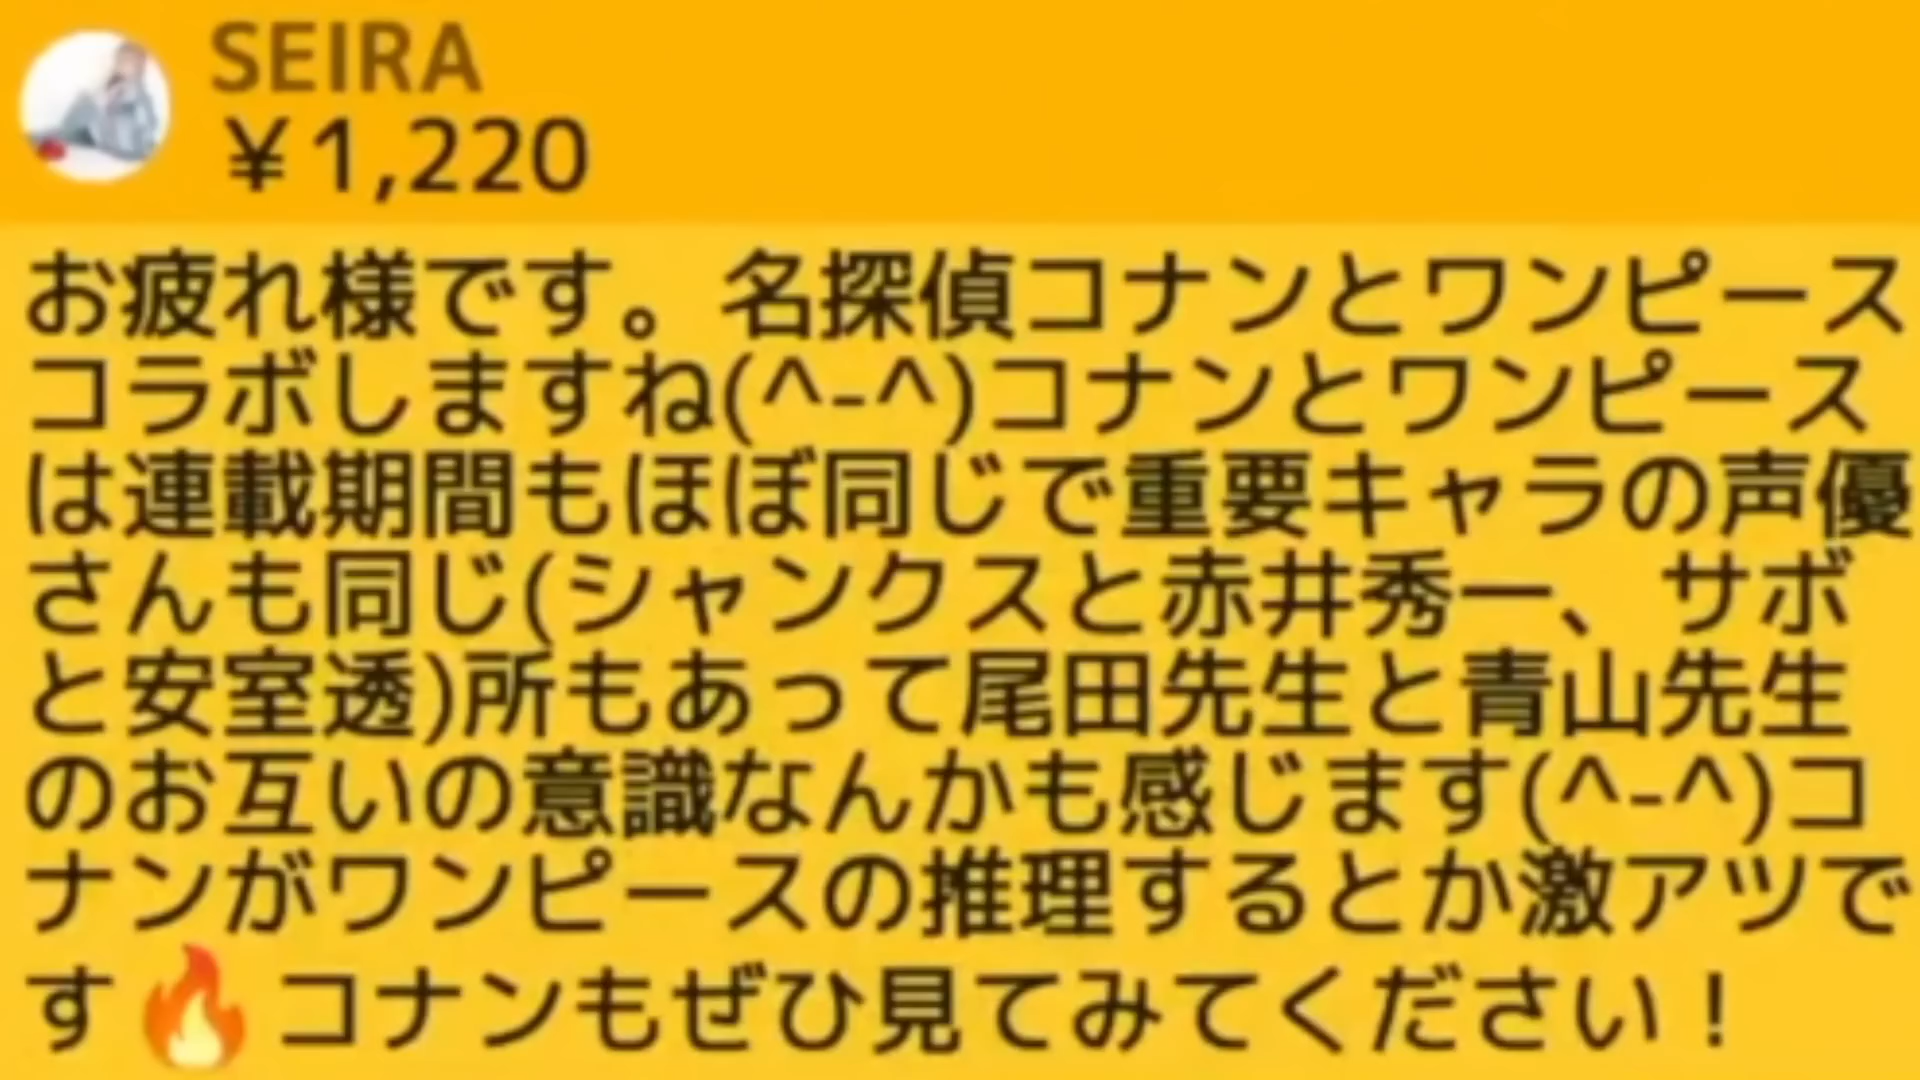 SEIRA
￥1,220
お疲れ様です。名探偵コナンとワンピース
コラボしますね(^-^)コナンとワンピース
は連載期間もほぼ同じで重要キャラの声優
さんも同じ(シャンクスと赤井秀一、サボ
と安室透)所もあって尾田先生と青山先生
のお互いの意識なんかも感じます(^-^)コ
ナンがワンピースの推理するとか激アツで
す🔥コナンもぜひ見てみてください！